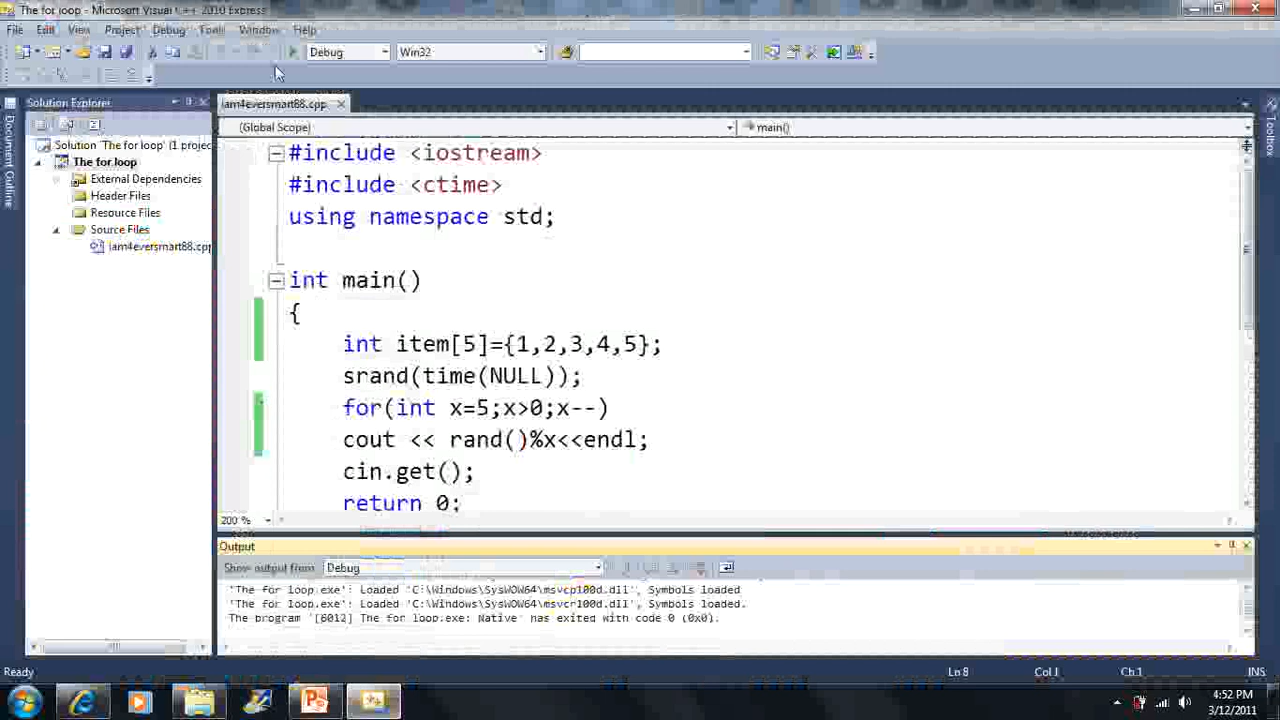 The for loop - Microsoft Visual C++ 2010 Express
File Edit View Project Debug Tools Window Help
Debug Win32
Solution Explorer
iam4eversmart88.cpp
Document Outline
Toolbox
(Global Scope) main()
Solution 'The for loop' (1 projec
The for loop
External Dependencies
Header Files
Resource Files
Source Files
iam4eversmart88.cpp
#include <iostream>
#include <ctime>
using namespace std;
int main()
{
int item[5]={1,2,3,4,5};
srand(time(NULL));
for(int x=5;x>0;x--)
cout << rand()%x<<endl;
cin.get();
return 0;
200 %
Output
Show output from: Debug
'The for loop.exe': Loaded 'C:\Windows\SysWOW64\msvcp100d.dll', Symbols loaded
'The for loop.exe': Loaded 'C:\Windows\SysWOW64\msvcr100d.dll', Symbols loaded.
The program '[6012] The for loop.exe: Native' has exited with code 0 (0x0).
Ready Ln 8 Col 1 Ch 1 INS
4:52 PM
3/12/2011